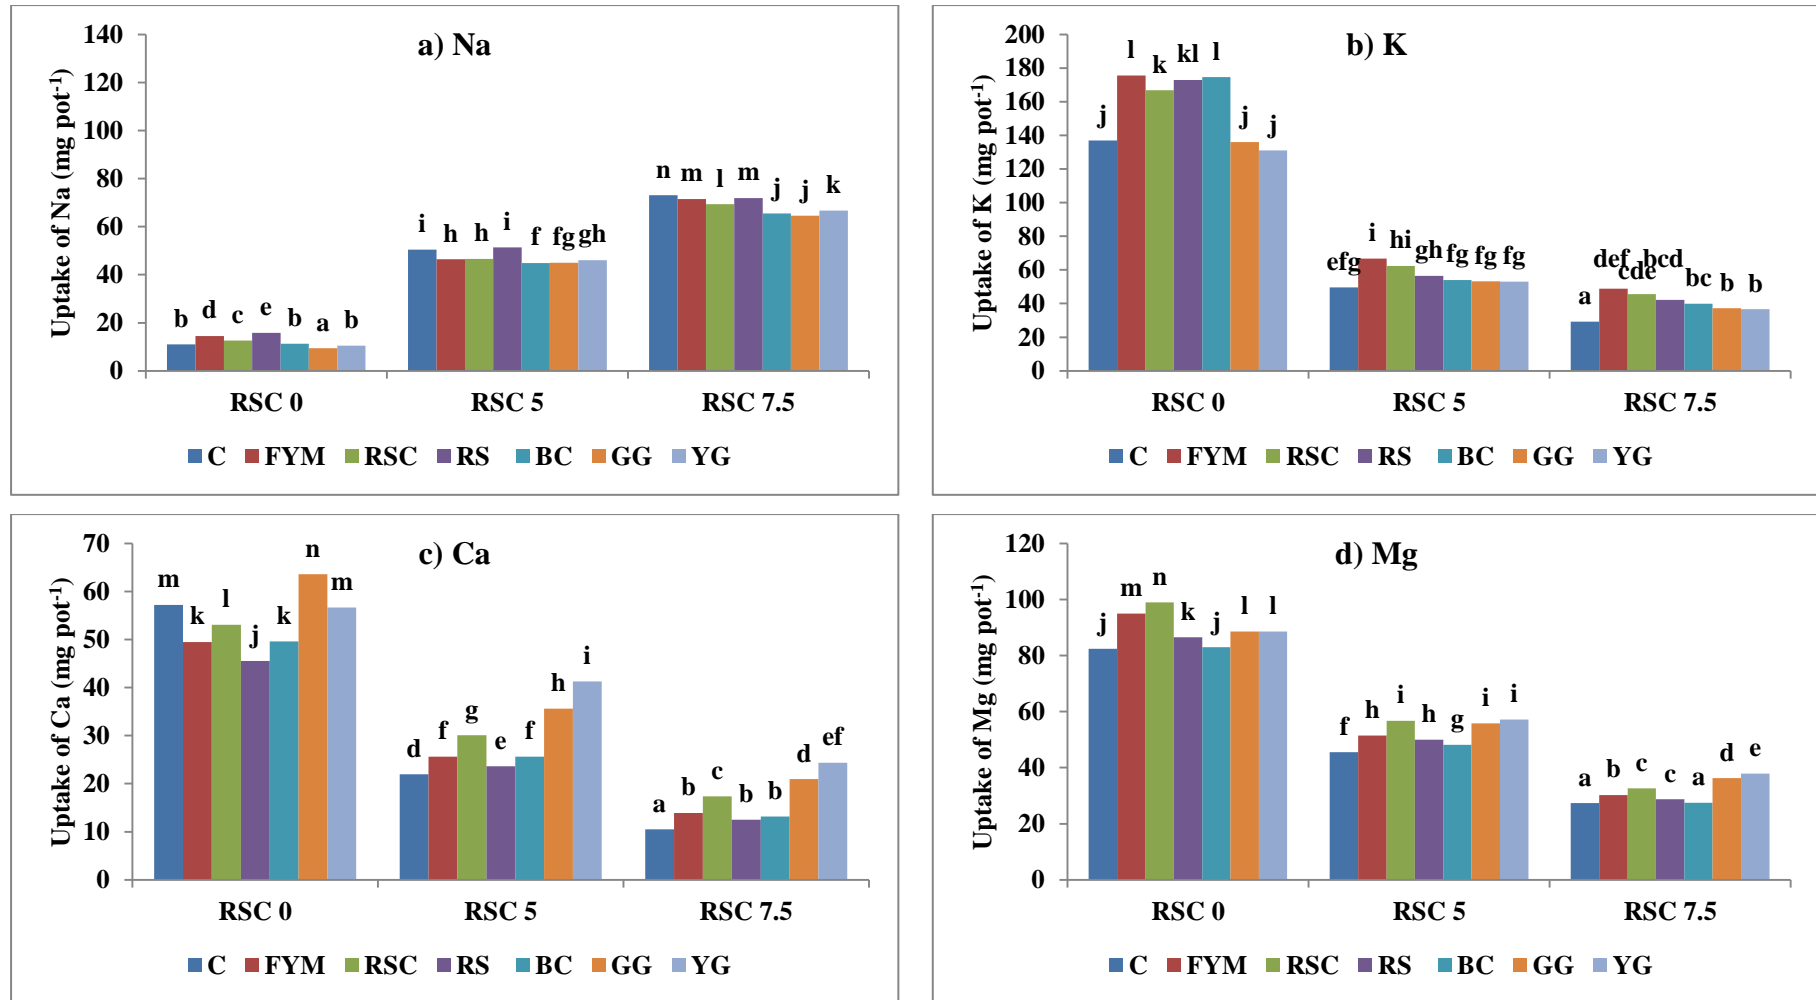 a) Na
Uptake of Na (mg pot-1)
140
120
100
80
60
40
20
0
b d c e b a b
i h h i f fg gh
n m l m j j k
RSC 0 RSC 5 RSC 7.5
C FYM RSC RS BC GG YG
b) K
Uptake of K (mg pot-1)
200
180
160
140
120
100
80
60
40
20
0
j l k kl l j j
efg i hi gh fg fg fg
a def cde bcd bc b b
RSC 0 RSC 5 RSC 7.5
C FYM RSC RS BC GG YG
c) Ca
Uptake of Ca (mg pot-1)
70
60
50
40
30
20
10
0
m k l j k n m
d f g e f h i
a b c b b d ef
RSC 0 RSC 5 RSC 7.5
C FYM RSC RS BC GG YG
d) Mg
Uptake of Mg (mg pot-1)
120
100
80
60
40
20
0
j m n k j l l
f h i h g i i
a b c c a d e
RSC 0 RSC 5 RSC 7.5
C FYM RSC RS BC GG YG